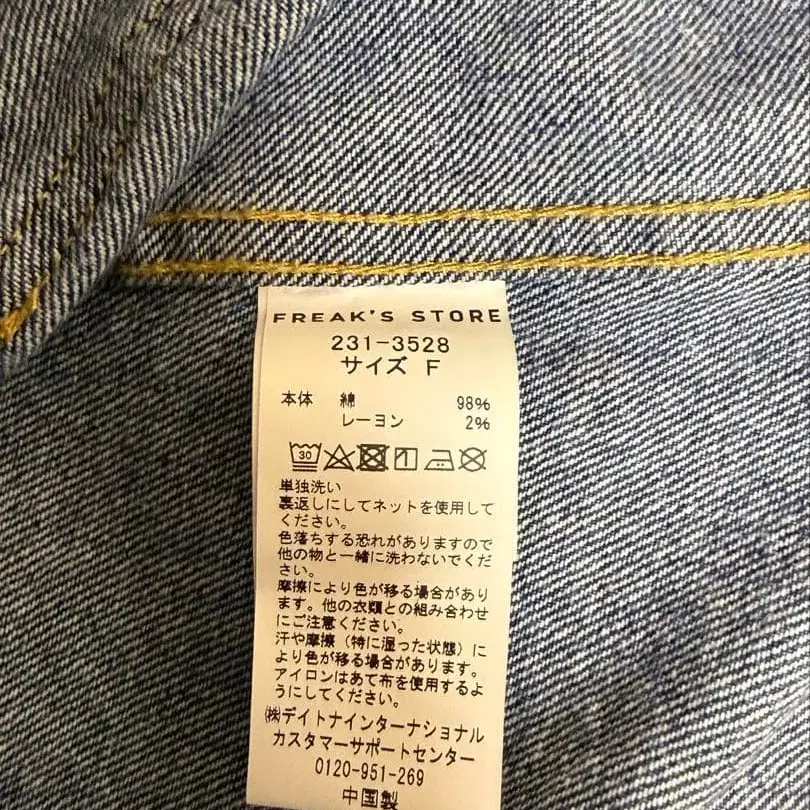 FREAK'S STORE
231-3528
サイズ F
本体 綿 98%
レーヨン 2%
30
単独洗い
裏返しにしてネットを使用して
ください。
色落ちする恐れがありますので
他の物と一緒に洗わないでくだ
さい。
摩擦により色が移る場合があり
ます。他の衣類との組み合わせ
にご注意ください。
汗や摩擦（特に湿った状態）に
より色が移る場合があります。
アイロンはあて布を使用するよ
うにしてください。
㈱デイトナインターナショナル
カスタマーサポートセンター
0120-951-269
中国製